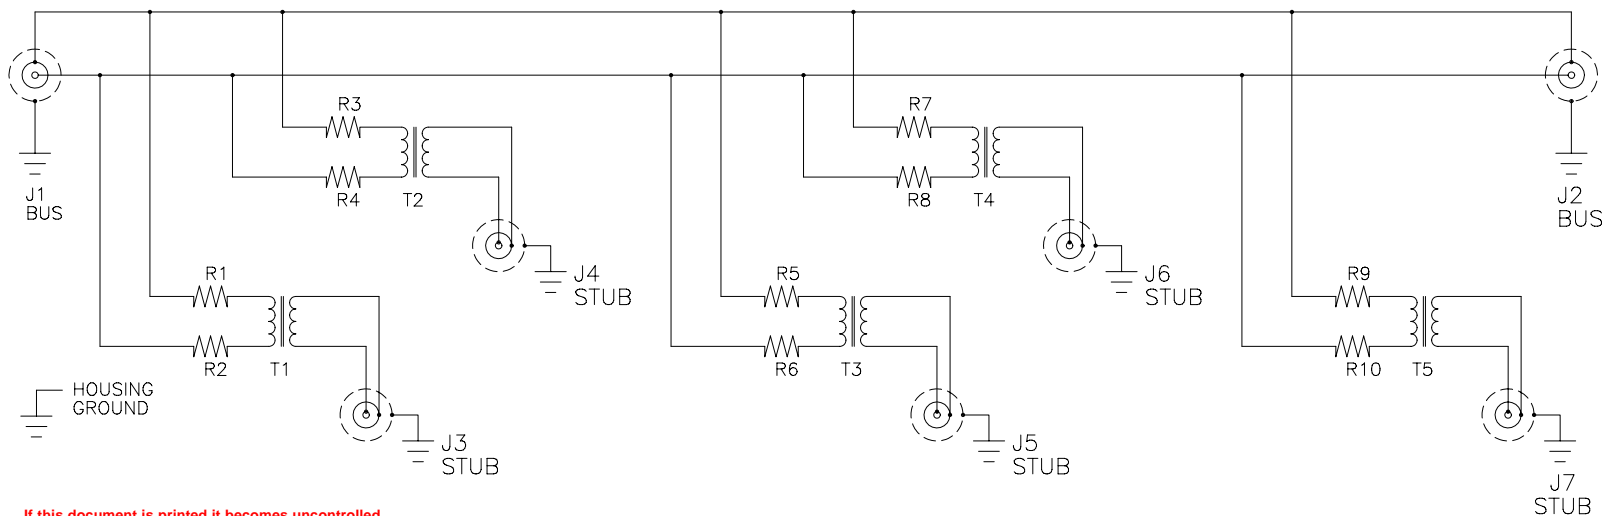 R3
R7
R4
T2
R8
T4
J1
BUS
J2
BUS
R1
J4
STUB
R5
J6
STUB
R9
R2
T1
R6
T3
R10
T5
HOUSING
GROUND
J3
STUB
J5
STUB
J7
STUB
If this document is printed it becomes uncontrolled